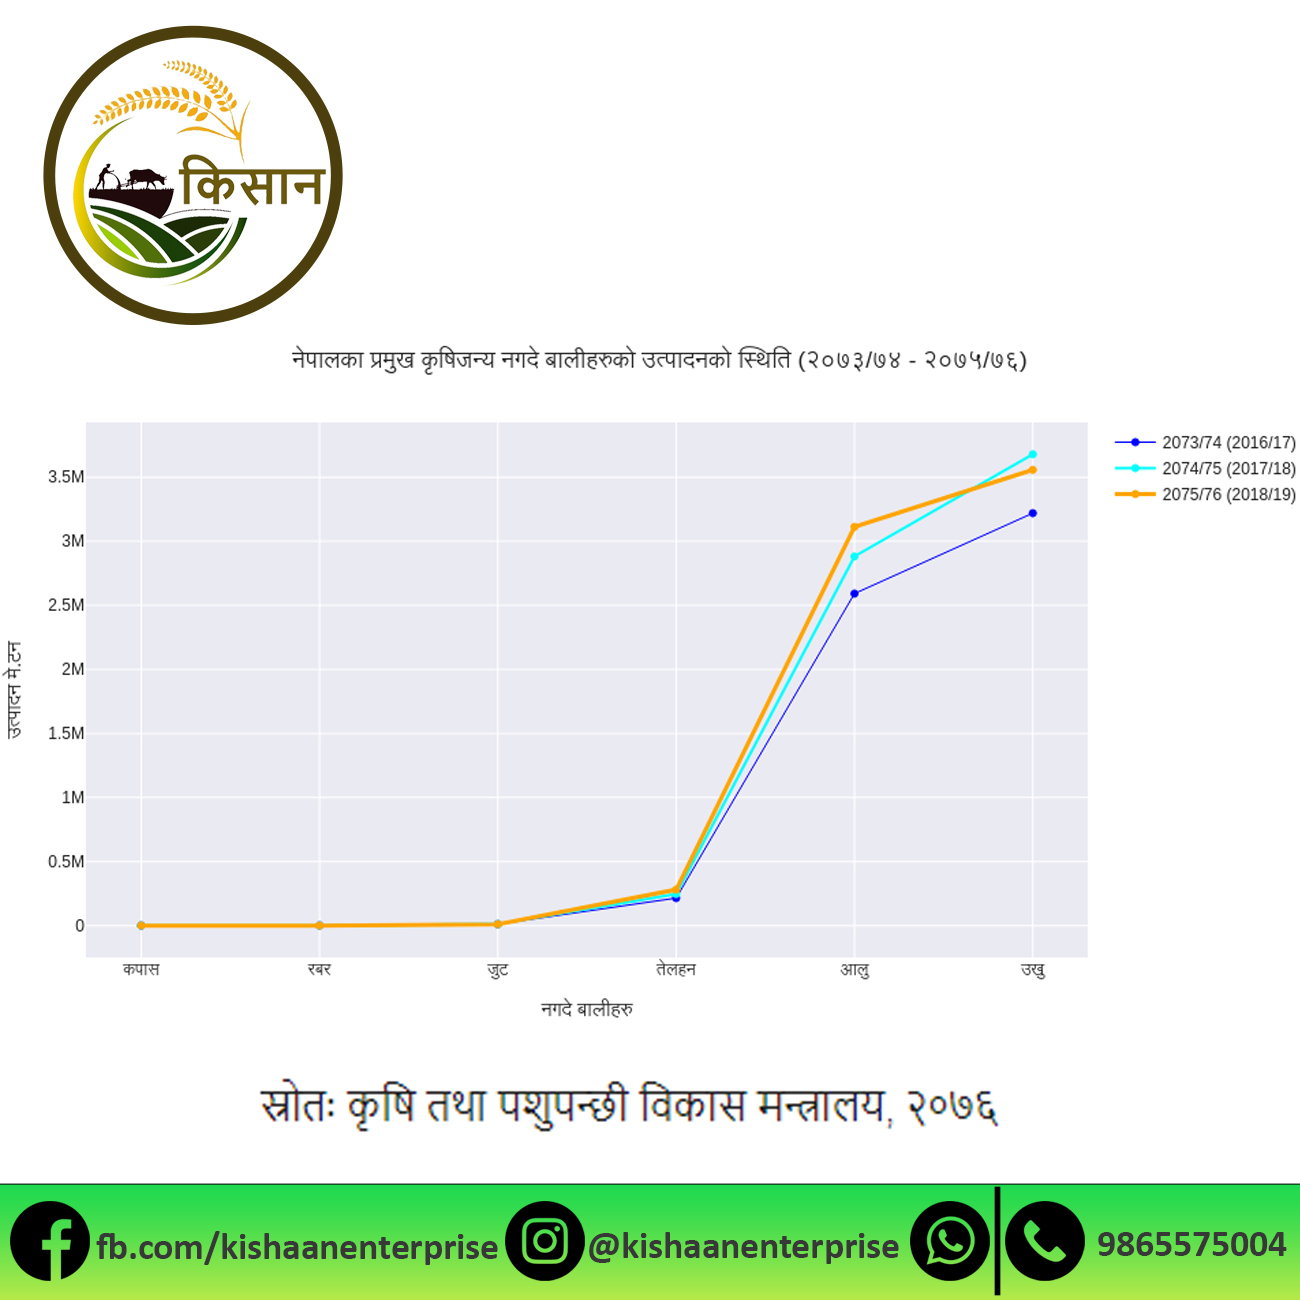 किसान
नेपालका प्रमुख कृषिजन्य नगदे बालीहरुको उत्पादनको स्थिति (२०७३/७४ - २०७५/७६)
2073/74 (2016/17)
2074/75 (2017/18)
2075/76 (2018/19)
उत्पादन मे.टन
3.5M
3M
2.5M
2M
1.5M
1M
0.5M
0
कपास रबर जुट तेलहन आलु उखु
नगदे बालीहरु
स्रोतः कृषि तथा पशुपन्छी विकास मन्त्रालय, २०७६
fb.com/kishaanenterprise @kishaanenterprise 9865575004